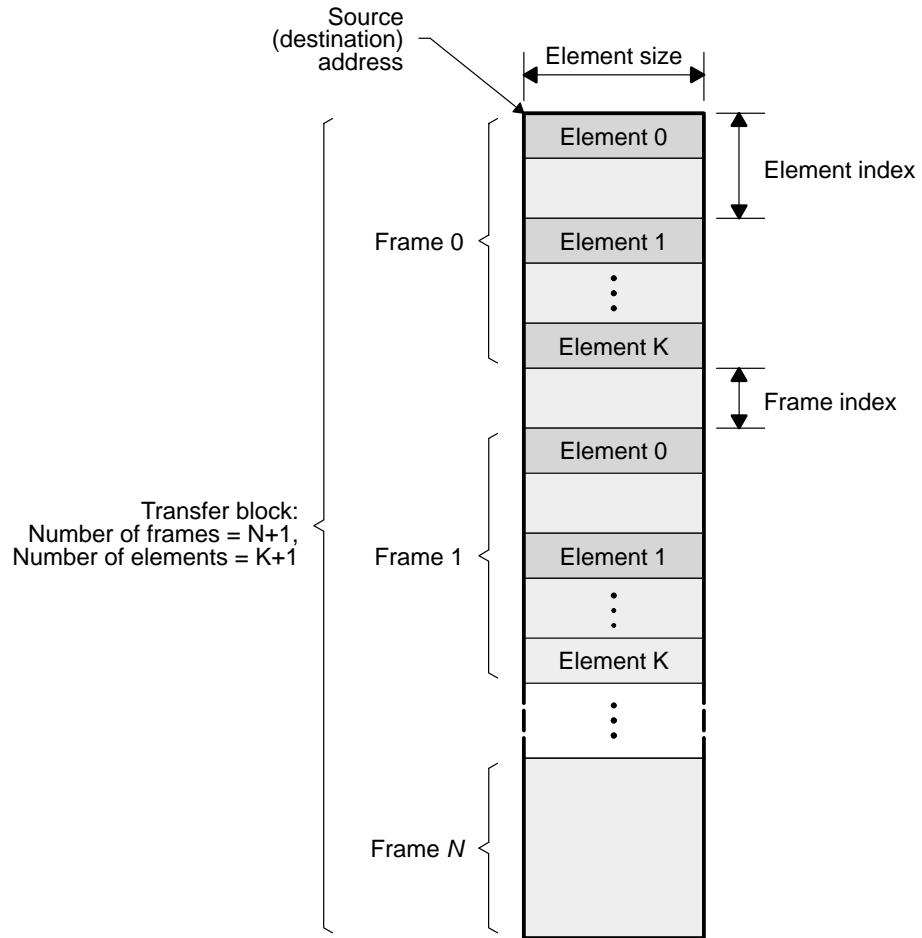 Source
(destination)
address
Element size
Element 0
Element index
Frame 0
Element 1
Element K
Frame index
Element 0
Transfer block:
Number of frames = N+1,
Number of elements = K+1
Frame 1
Element 1
Element K
Frame N